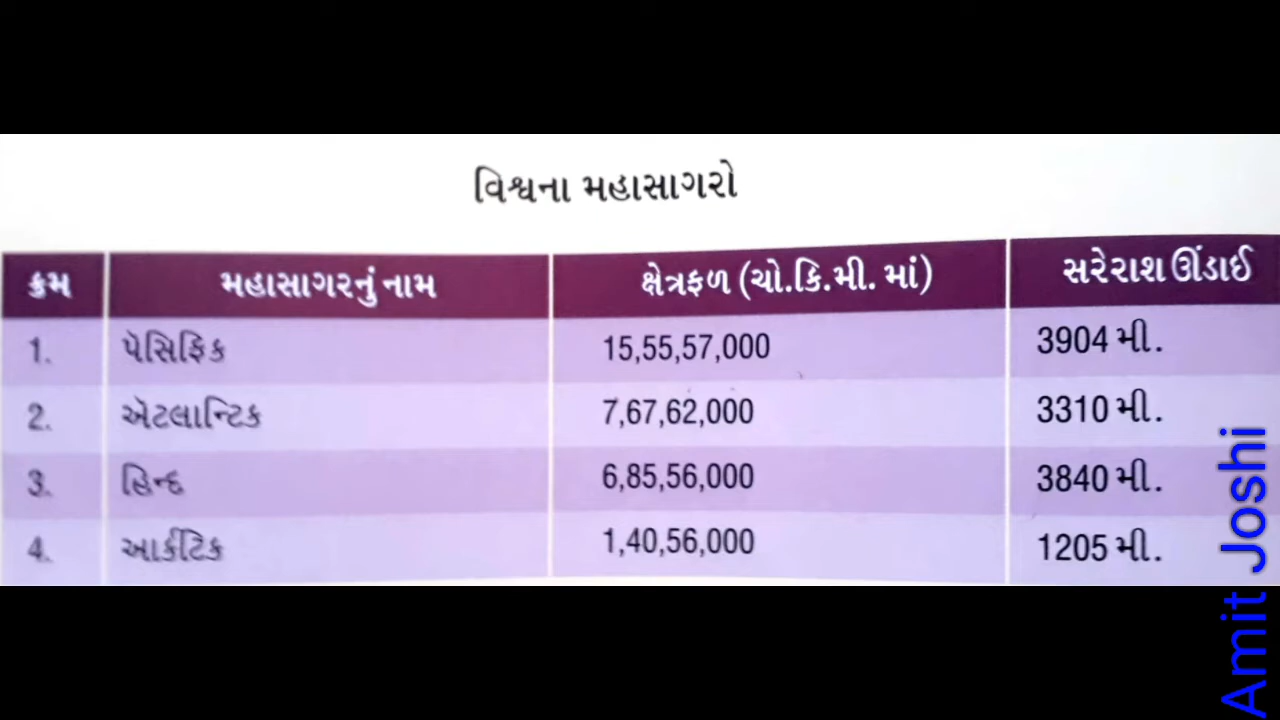 વિશ્વના મહાસાગરો
ક્રમ મહાસાગરનું નામ ક્ષેત્રફળ (ચો.કિ.મી. માં) સરેરાશ ઊંડાઈ
1. પૅસિફિક 15,55,57,000 3904 મી.
2. ઍટલાન્ટિક 7,67,62,000 3310 મી.
3. હિન્દ 6,85,56,000 3840 મી.
4. આર્કટિક 1,40,56,000 1205 મી.
Amit Joshi